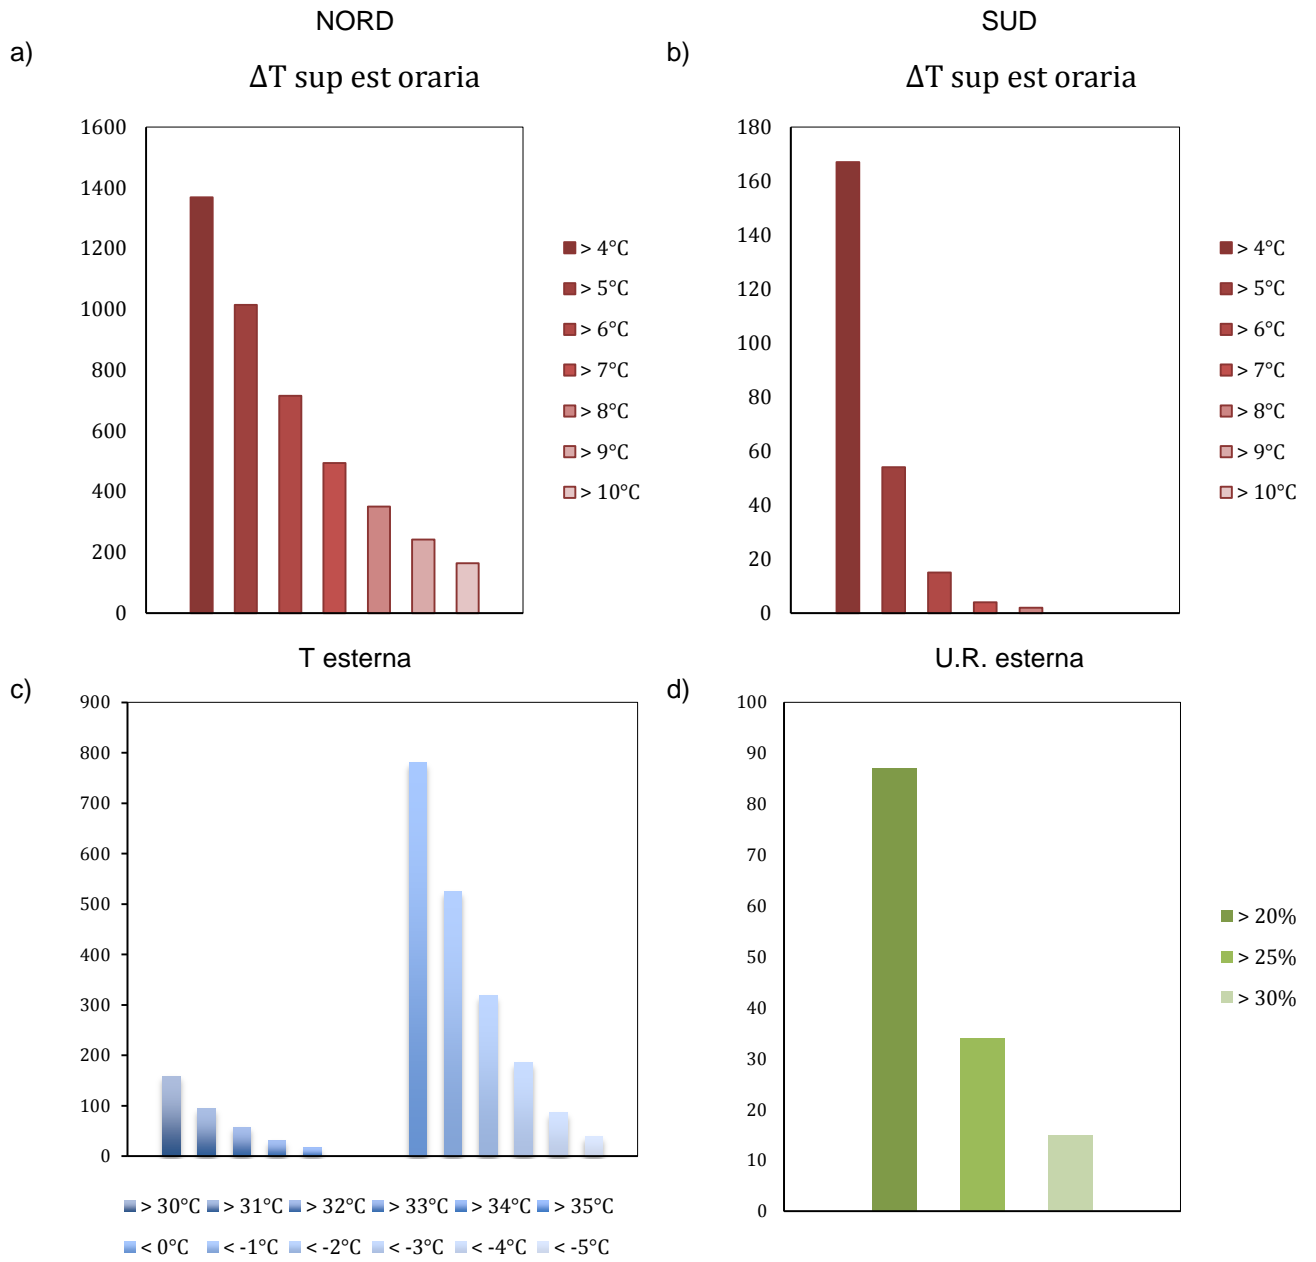 NORD
a)
ΔT sup est oraria
1600
1400
1200
1000
800
600
400
200
0
> 4°C
> 5°C
> 6°C
> 7°C
> 8°C
> 9°C
> 10°C
SUD
b)
ΔT sup est oraria
180
160
140
120
100
80
60
40
20
0
> 4°C
> 5°C
> 6°C
> 7°C
> 8°C
> 9°C
> 10°C
T esterna
c)
900
800
700
600
500
400
300
200
100
0
> 30°C > 31°C > 32°C > 33°C > 34°C > 35°C
< 0°C < -1°C < -2°C < -3°C < -4°C < -5°C
U.R. esterna
d)
100
90
80
70
60
50
40
30
20
10
0
> 20%
> 25%
> 30%